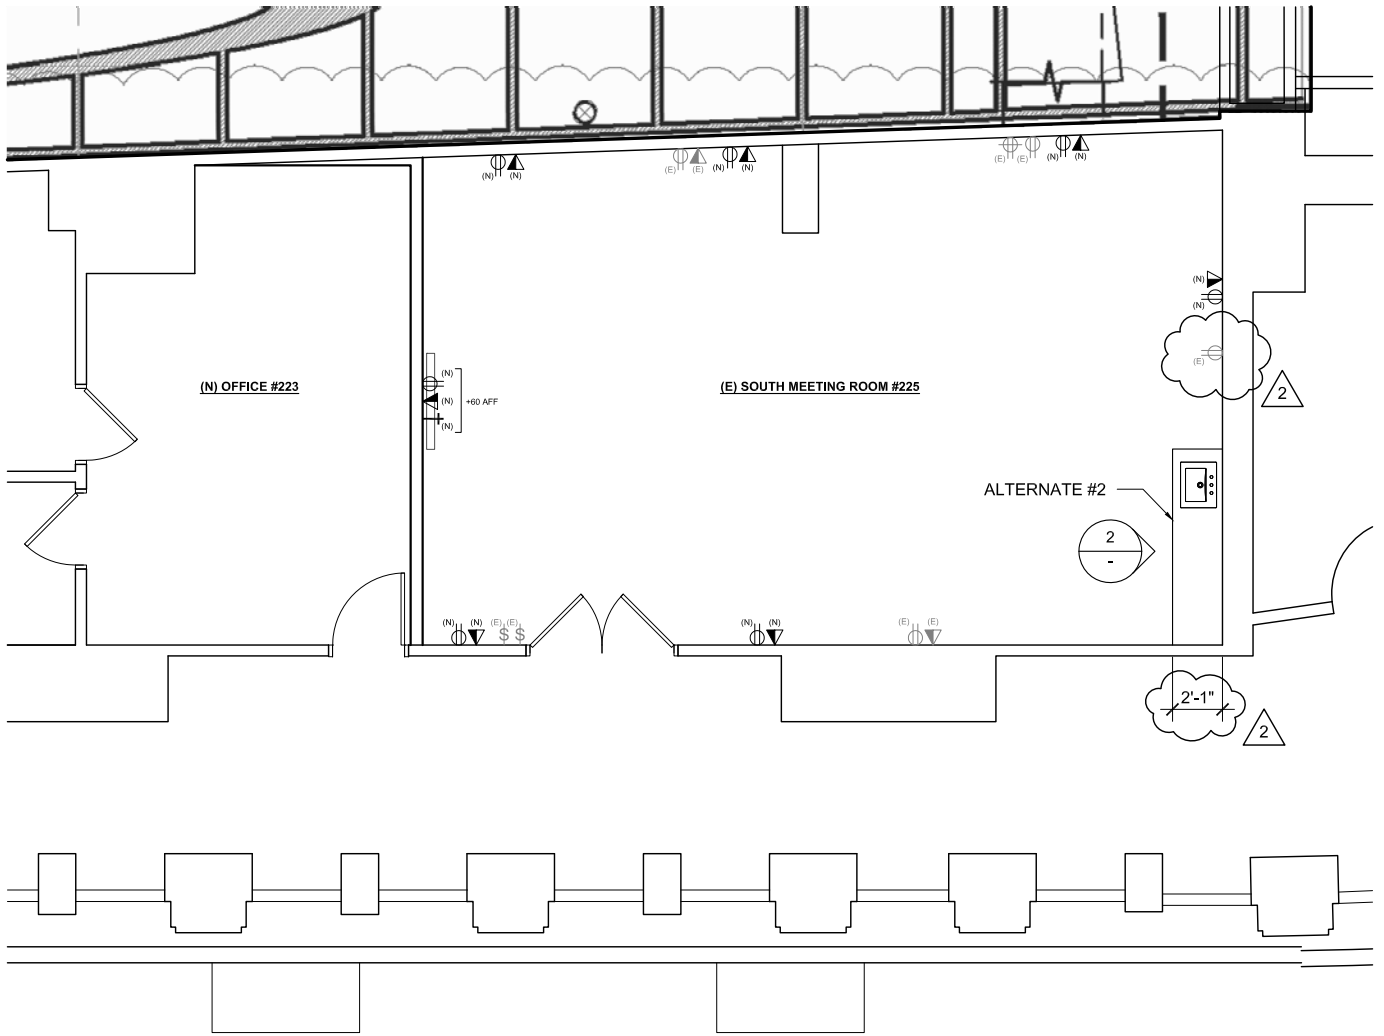 (N) (N)
(E) (E)
(N) (N)
(E) (E)
(N) (N)
(N)
(N)
(E)
2
(N) OFFICE #223
(N)
(N)
(N)
+60 AFF
(E) SOUTH MEETING ROOM #225
ALTERNATE #2
2
-
(N) (N) (E) (E)
$ $
(N) (N)
(E) (E)
2'-1"
2